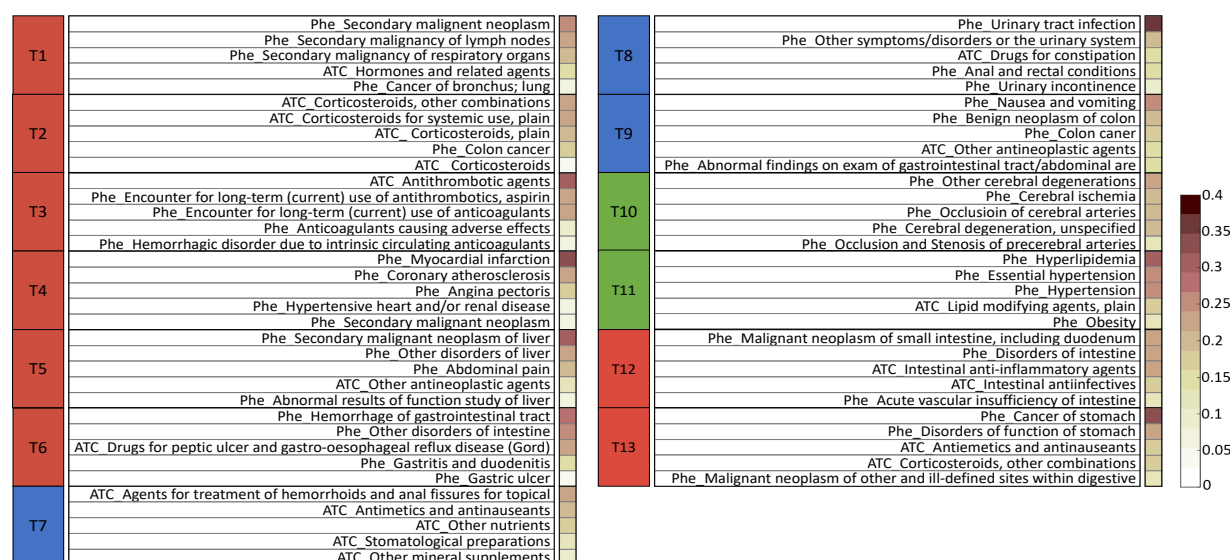 T1
Phe_Secondary malignent neoplasm
Phe_Secondary malignancy of lymph nodes
Phe_Secondary malignancy of respiratory organs
ATC_Hormones and related agents
Phe_Cancer of bronchus; lung
T2
ATC_Corticosteroids, other combinations
ATC_Corticosteroids for systemic use, plain
ATC_Corticosteroids, plain
Phe_Colon cancer
ATC_Corticosteroids
T3
ATC_Antithrombotic agents
Phe_Encounter for long-term (current) use of antithrombotics, aspirin
Phe_Encounter for long-term (current) use of anticoagulants
Phe_Anticoagulants causing adverse effects
Phe_Hemorrhagic disorder due to intrinsic circulating anticoagulants
T4
Phe_Myocardial infarction
Phe_Coronary atherosclerosis
Phe_Angina pectoris
Phe_Hypertensive heart and/or renal disease
Phe_Secondary malignant neoplasm
T5
Phe_Secondary malignant neoplasm of liver
Phe_Other disorders of liver
Phe_Abdominal pain
ATC_Other antineoplastic agents
Phe_Abnormal results of function study of liver
T6
Phe_Hemorrhage of gastrointestinal tract
Phe_Other disorders of intestine
ATC_Drugs for peptic ulcer and gastro-oesophageal reflux disease (Gord)
Phe_Gastritis and duodenitis
Phe_Gastric ulcer
T7
ATC_Agents for treatment of hemorrhoids and anal fissures for topical
ATC_Antimetics and antinauseants
ATC_Other nutrients
ATC_Stomatological preparations
ATC_Other mineral supplements
T8
Phe_Urinary tract infection
Phe_Other symptoms/disorders or the urinary system
ATC_Drugs for constipation
Phe_Anal and rectal conditions
Phe_Urinary incontinence
T9
Phe_Nausea and vomiting
Phe_Benign neoplasm of colon
Phe_Colon caner
ATC_Other antineoplastic agents
Phe_Abnormal findings on exam of gastrointestinal tract/abdominal are
T10
Phe_Other cerebral degenerations
Phe_Cerebral ischemia
Phe_Occlusioin of cerebral arteries
Phe_Cerebral degeneration, unspecified
Phe_Occlusion and Stenosis of precerebral arteries
T11
Phe_Hyperlipidemia
Phe_Essential hypertension
Phe_Hypertension
ATC_Lipid modifying agents, plain
Phe_Obesity
T12
Phe_Malignant neoplasm of small intestine, including duodenum
Phe_Disorders of intestine
ATC_Intestinal anti-inflammatory agents
ATC_Intestinal antiinfectives
Phe_Acute vascular insufficiency of intestine
T13
Phe_Cancer of stomach
Phe_Disorders of function of stomach
ATC_Antiemetics and antinauseants
ATC_Corticosteroids, other combinations
Phe_Malignant neoplasm of other and ill-defined sites within digestive
0.4
0.35
0.3
0.25
0.2
0.15
0.1
0.05
0